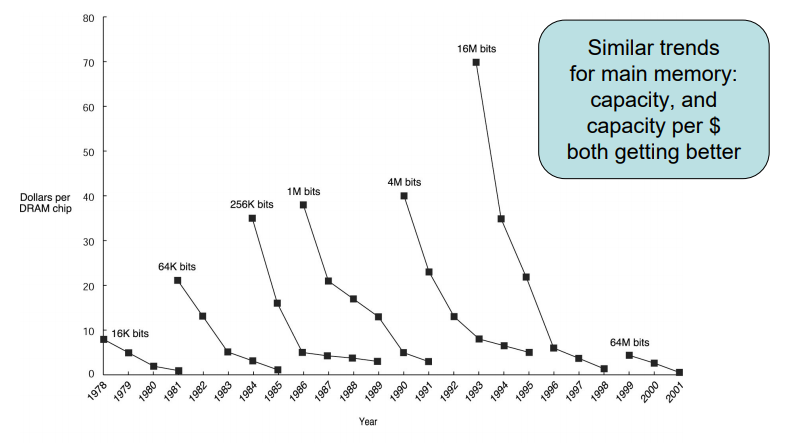 80
70
60
50
40
30
20
10
0
Dollars per
DRAM chip
16K bits
64K bits
256K bits
1M bits
4M bits
16M bits
64M bits
1978
1979
1980
1981
1982
1983
1984
1985
1986
1987
1988
1989
1990
1991
1992
1993
1994
1995
1996
1997
1998
1999
2000
2001
Year
Similar trends
for main memory:
capacity, and
capacity per $
both getting better